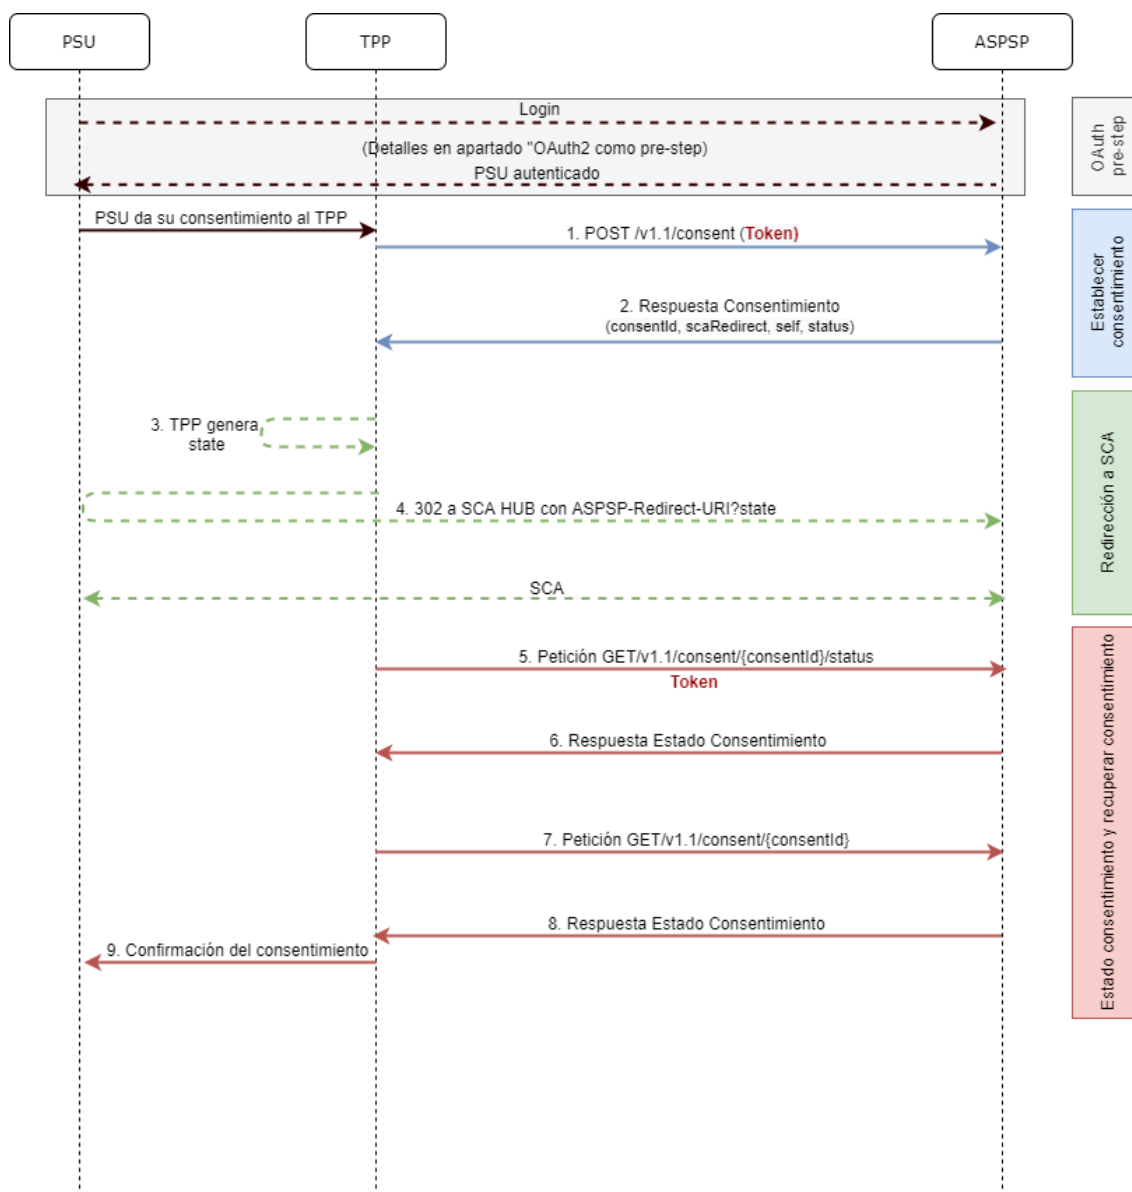 PSU
TPP
ASPSP
Login
(Detalles en apartado "OAuth2 como pre-step)
PSU autenticado
OAuth
pre-step
PSU da su consentimiento al TPP
1. POST /v1.1/consent (Token)
2. Respuesta Consentimiento
(consentId, scaRedirect, self, status)
Establecer
consentimiento
3. TPP genera
state
4. 302 a SCA HUB con ASPSP-Redirect-URI?state
SCA
Redirección a SCA
5. Petición GET/v1.1/consent/{consentId}/status
Token
6. Respuesta Estado Consentimiento
7. Petición GET/v1.1/consent/{consentId}
8. Respuesta Estado Consentimiento
9. Confirmación del consentimiento
Estado consentimiento y recuperar consentimiento